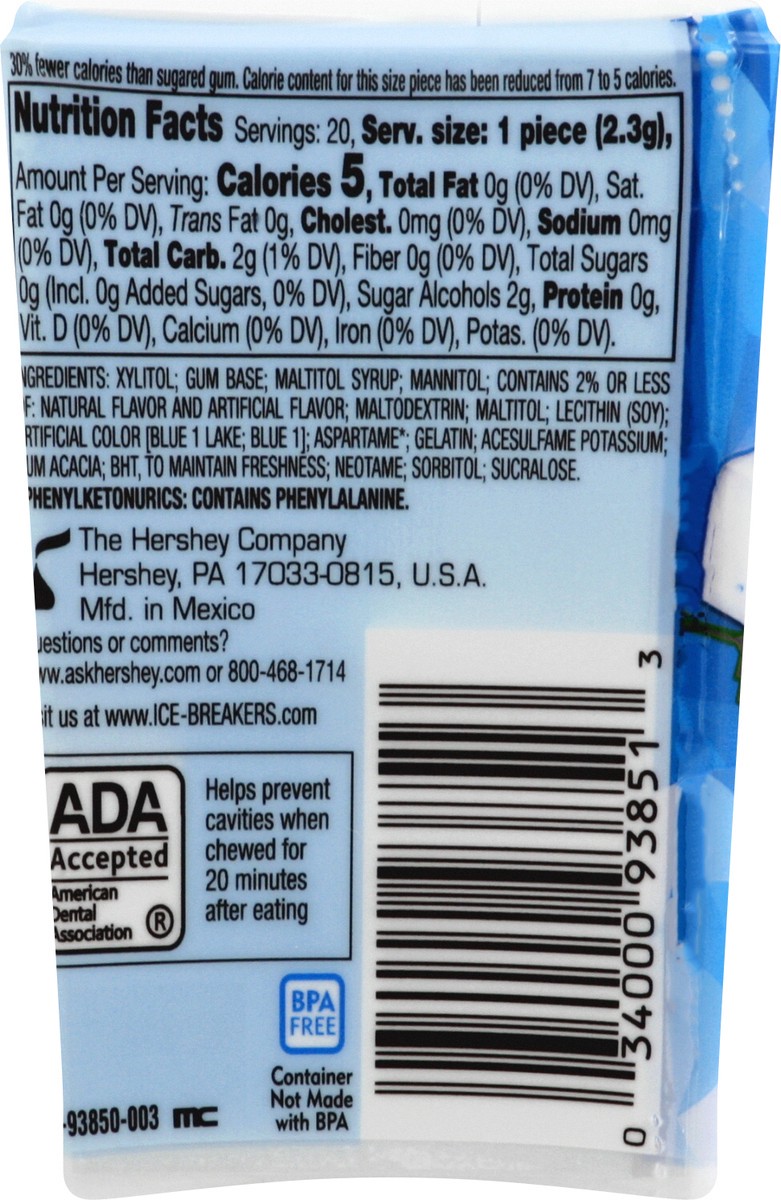 30% fewer calories than sugared gum. Calorie content for this size piece has been reduced from 7 to 5 calories.
Nutrition Facts Servings: 20, Serv. size: 1 piece (2.3g),
Amount Per Serving: Calories 5, Total Fat 0g (0% DV), Sat.
Fat 0g (0% DV), Trans Fat 0g, Cholest. 0mg (0% DV), Sodium 0mg
(0% DV), Total Carb. 2g (1% DV), Fiber 0g (0% DV), Total Sugars
0g (Incl. 0g Added Sugars, 0% DV), Sugar Alcohols 2g, Protein 0g,
Vit. D (0% DV), Calcium (0% DV), Iron (0% DV), Potas. (0% DV).
NGREDIENTS: XYLITOL; GUM BASE; MALTITOL SYRUP; MANNITOL; CONTAINS 2% OR LESS
F: NATURAL FLAVOR AND ARTIFICIAL FLAVOR; MALTODEXTRIN; MALTITOL; LECITHIN (SOY);
RTIFICIAL COLOR [BLUE 1 LAKE; BLUE 1]; ASPARTAME*; GELATIN; ACESULFAME POTASSIUM;
UM ACACIA; BHT, TO MAINTAIN FRESHNESS; NEOTAME; SORBITOL; SUCRALOSE.
PHENYLKETONURICS: CONTAINS PHENYLALANINE.
The Hershey Company
Hershey, PA 17033-0815, U.S.A.
Mfd. in Mexico
uestions or comments?
ww.askhershey.com or 800-468-1714
sit us at www.ICE-BREAKERS.com
ADA
Accepted
American
Dental
Association ®
Helps prevent
cavities when
chewed for
20 minutes
after eating
BPA
FREE
Container
Not Made
with BPA
-93850-003 mc
0 34000 93851 3